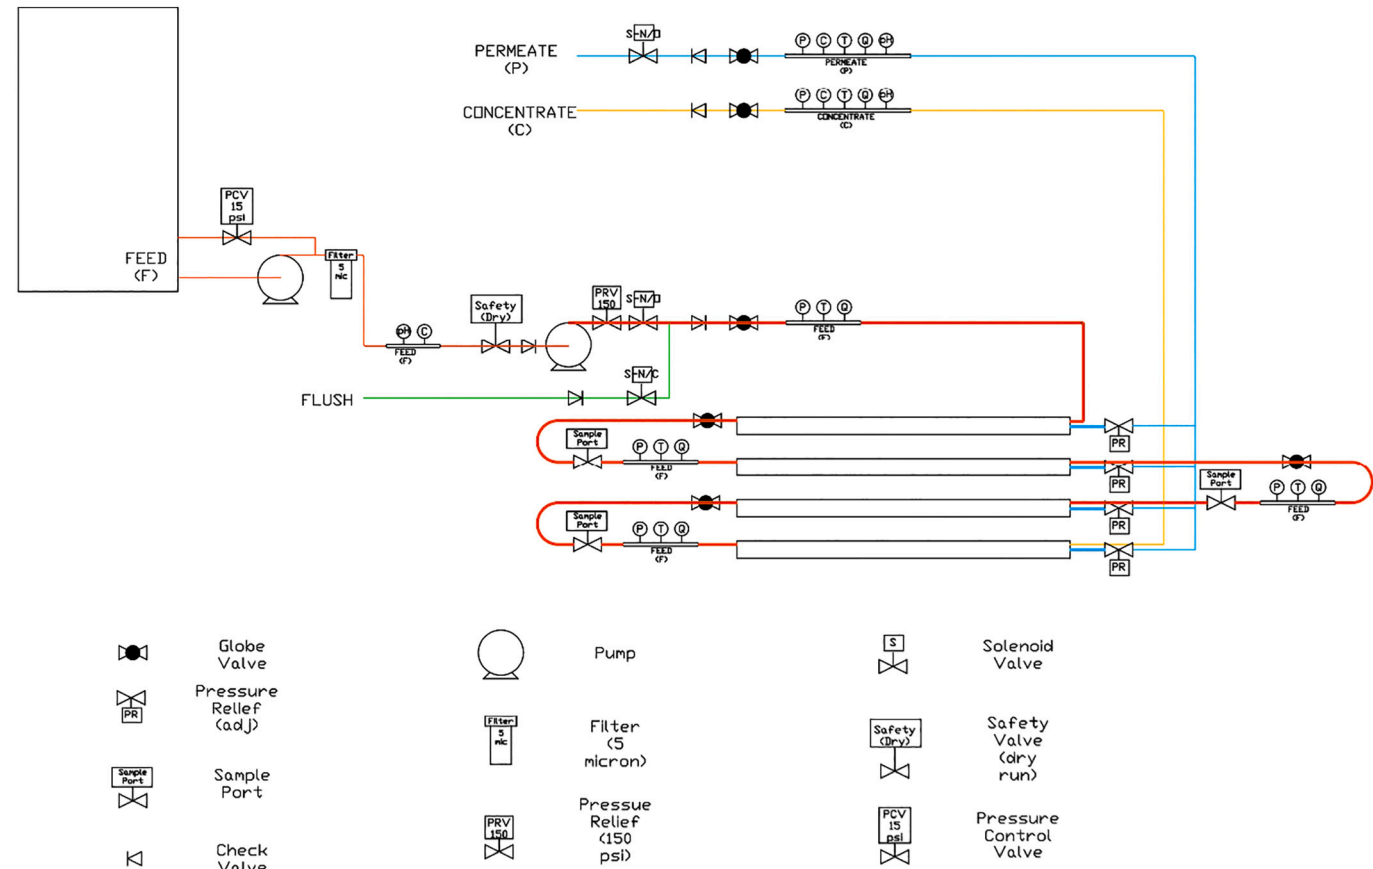 S-N/O
PERMEATE
(P)
P C T Q pH
PERMEATE
(P)
CONCENTRATE
(C)
P C T Q pH
CONCENTRATE
(C)
PCV
15
psi
FEED
(F)
Filter
5
mic
pH C
FEED
(F)
Safety
(Dry)
PRV
150
S-N/O
P T Q
FEED
(F)
FLUSH
S-N/C
PR
Sample
Port
P T Q
FEED
(F)
PR
Sample
Port
P T Q
FEED
(F)
PR
Sample
Port
P T Q
FEED
(F)
PR
Globe
Valve
Pump
S
Solenoid
Valve
PR
Pressure
Relief
(adj)
Filter
5
mic
Filter
(5
micron)
Safety
(Dry)
Safety
Valve
(dry
run)
Sample
Port
Sample
Port
PRV
150
Pressue
Relief
(150
psi)
PCV
15
psi
Pressure
Control
Valve
Check
Valve